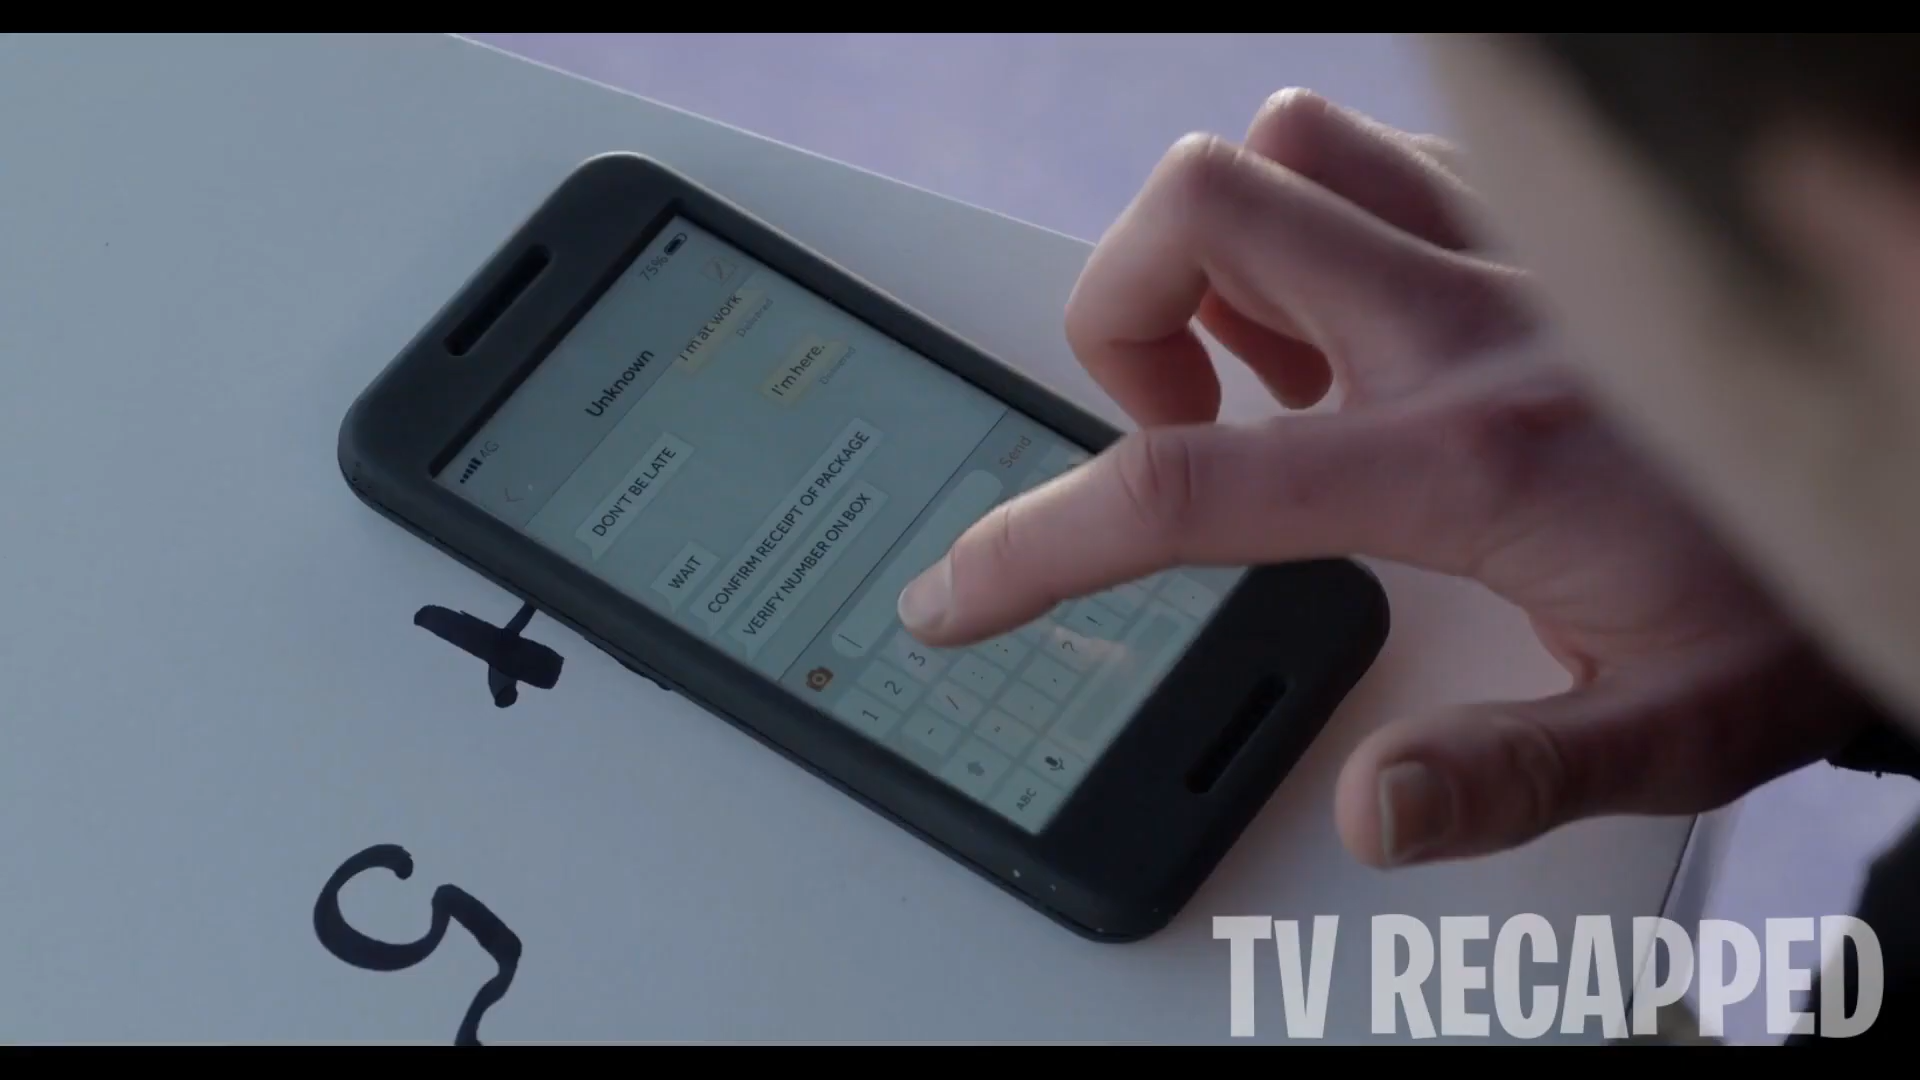 75%
4G
Unknown
I'm at work
Delivered
I'm here.
Delivered
DON'T BE LATE
WAIT
CONFIRM RECEIPT OF PACKAGE
VERIFY NUMBER ON BOX
Send
1 2 3
- / : ;
. , ? !
ABC
5
TV RECAPPED